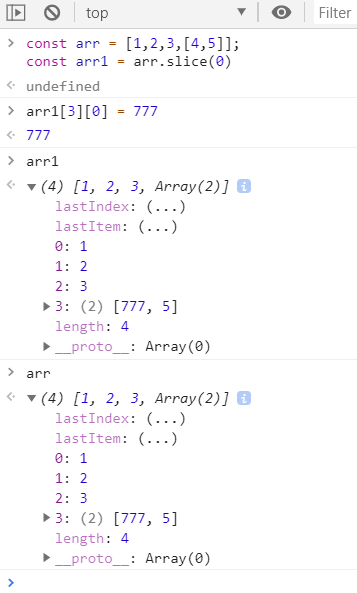 top Filter
const arr = [1,2,3,[4,5]];
const arr1 = arr.slice(0)
undefined
arr1[3][0] = 777
777
arr1
(4) [1, 2, 3, Array(2)] i
lastIndex: (...)
lastItem: (...)
0: 1
1: 2
2: 3
3: (2) [777, 5]
length: 4
__proto__: Array(0)
arr
(4) [1, 2, 3, Array(2)] i
lastIndex: (...)
lastItem: (...)
0: 1
1: 2
2: 3
3: (2) [777, 5]
length: 4
__proto__: Array(0)